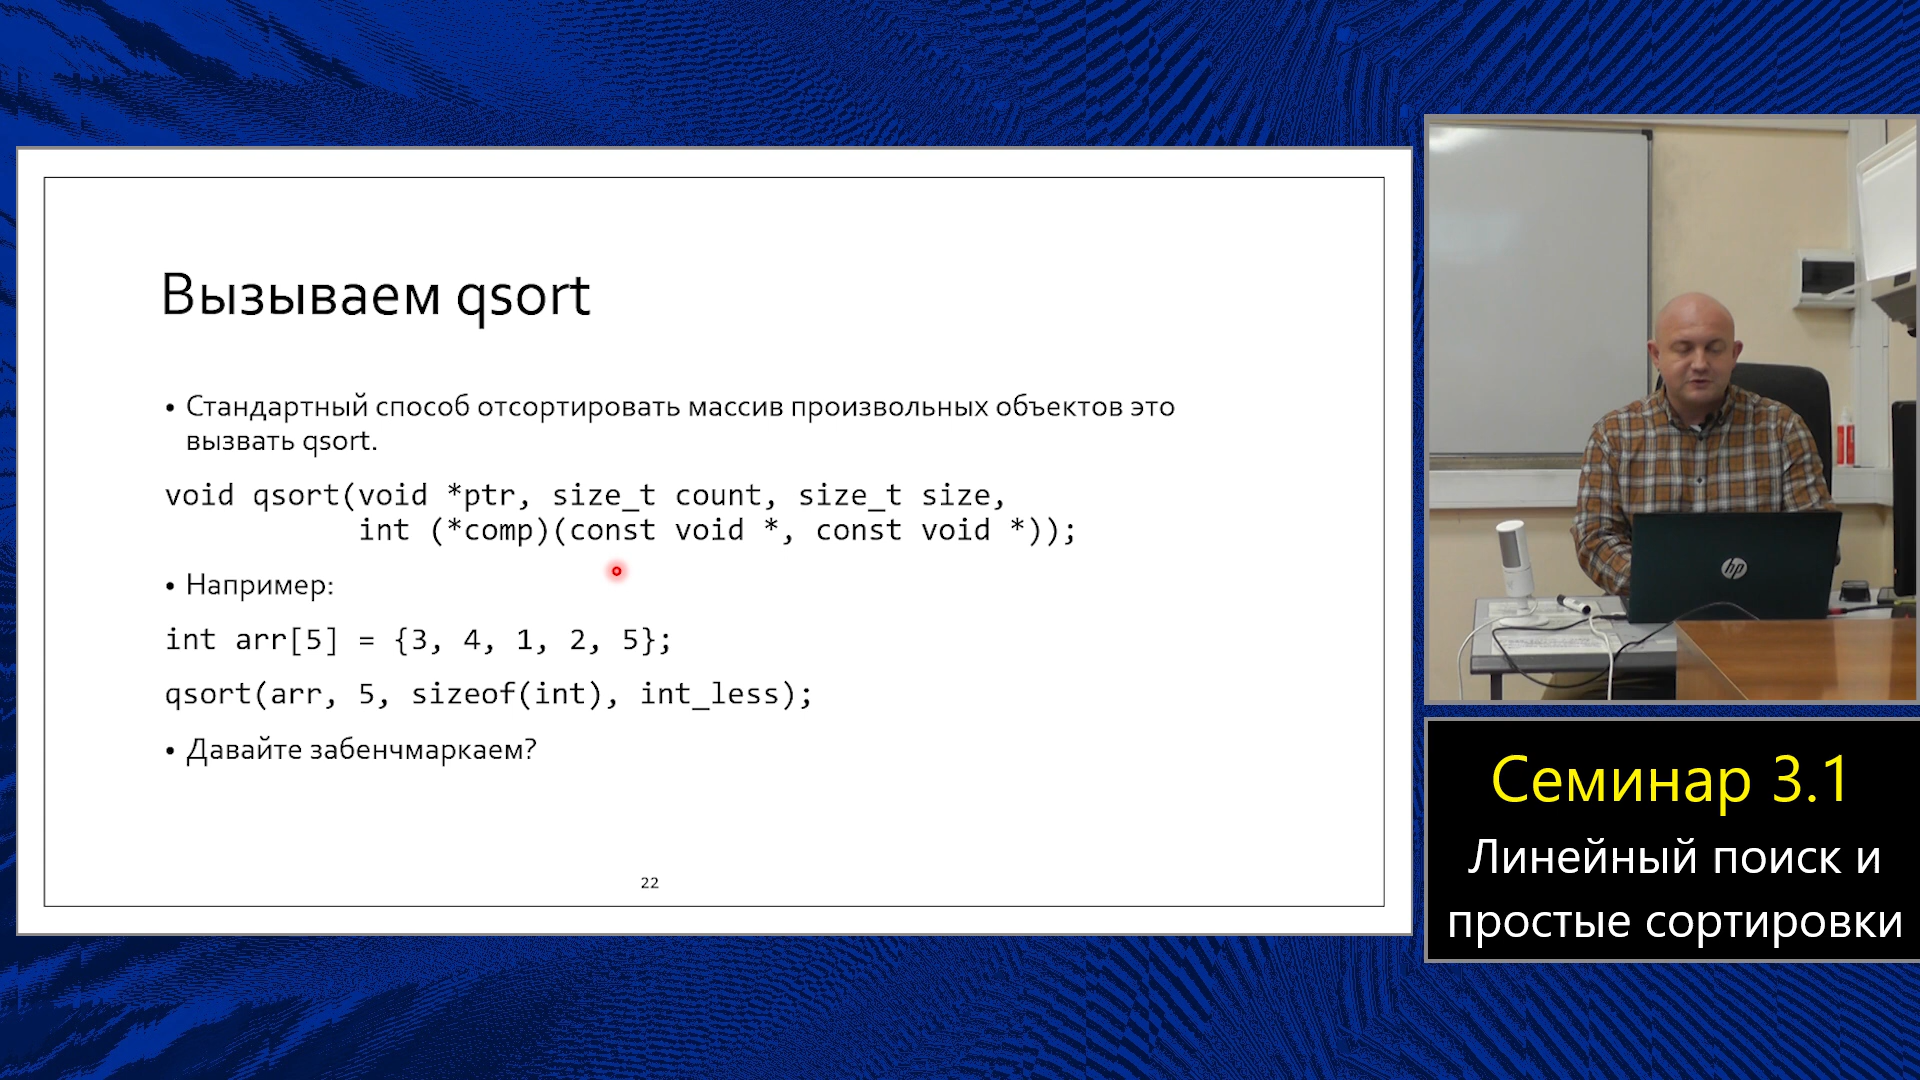 Вызываем qsort
• Стандартный способ отсортировать массив произвольных объектов это
вызвать qsort.
void qsort(void *ptr, size_t count, size_t size,
int (*comp)(const void *, const void *));
• Например:
int arr[5] = {3, 4, 1, 2, 5};
qsort(arr, 5, sizeof(int), int_less);
• Давайте забенчмаркаем?
22
hp
Семинар 3.1
Линейный поиск и
простые сортировки